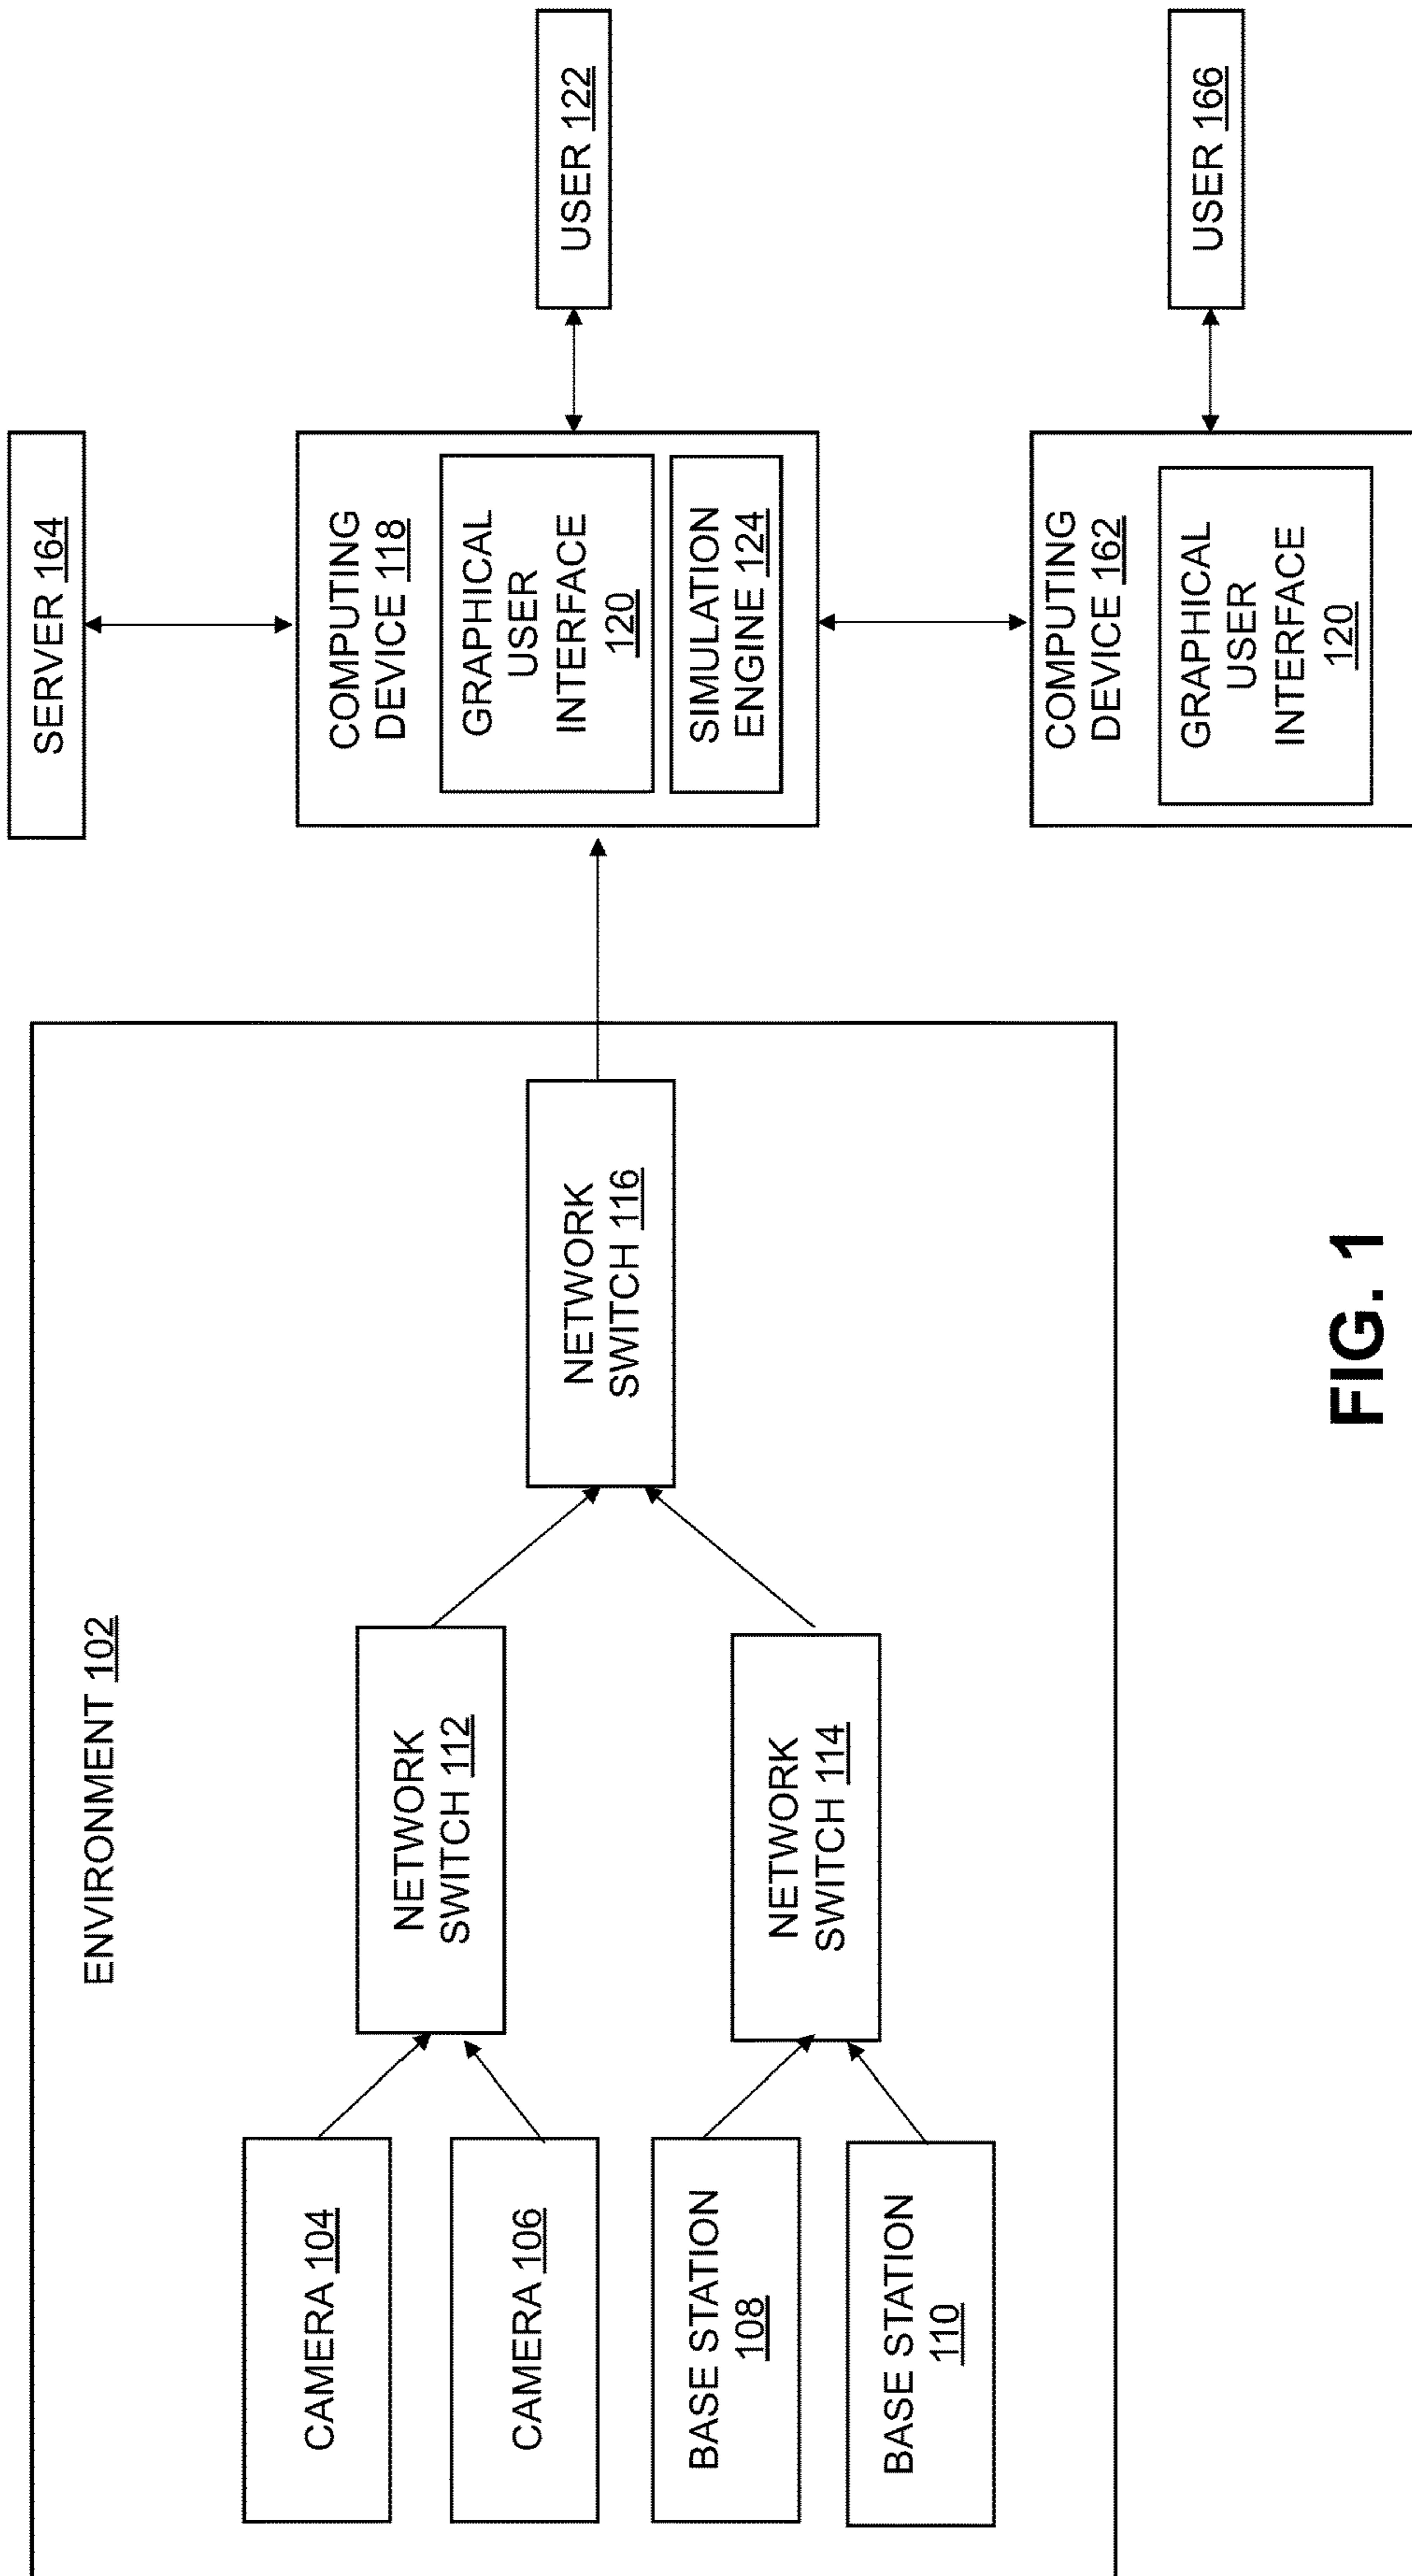 ENVIRONMENT 102
CAMERA 104
CAMERA 106
BASE STATION
108
BASE STATION
110
NETWORK
SWITCH 112
NETWORK
SWITCH 114
NETWORK
SWITCH 116
SERVER 164
COMPUTING
DEVICE 118
GRAPHICAL
USER
INTERFACE
120
SIMULATION
ENGINE 124
USER 122
COMPUTING
DEVICE 162
GRAPHICAL
USER
INTERFACE
120
USER 166
FIG. 1